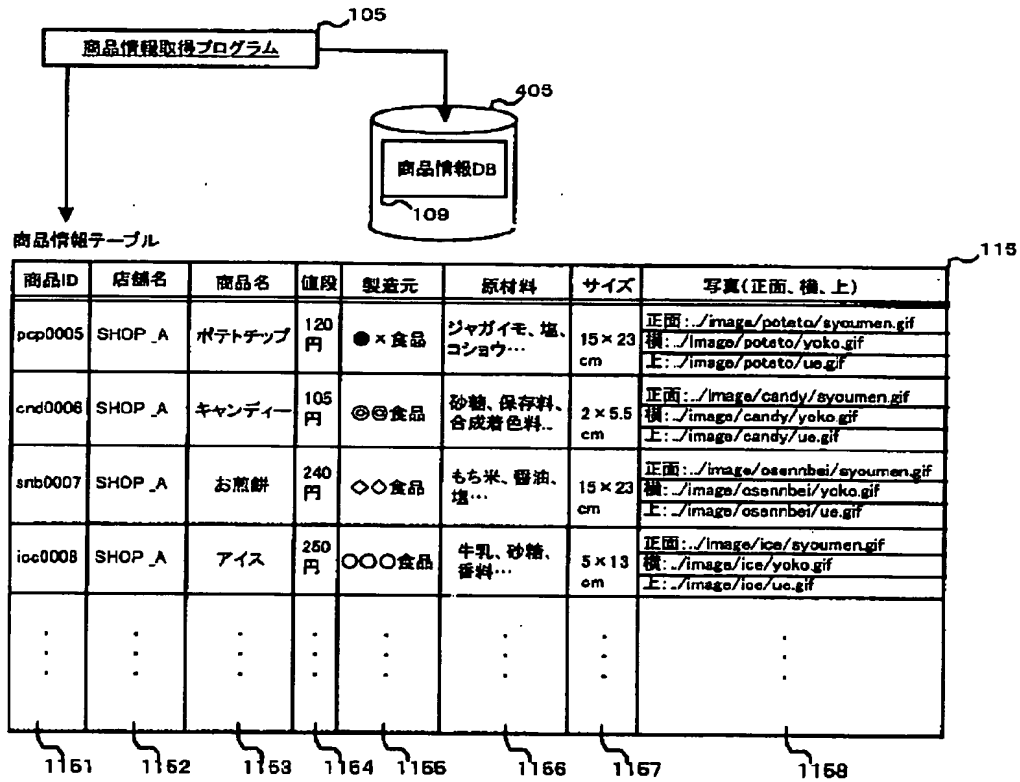 105
商品情報取得プログラム
405
商品情報DB
109
商品情報テーブル
115
商品ID 店舗名 商品名 値段 製造元 原材料 サイズ 写真(正面、横、上)
pcp0005 SHOP_A ポテトチップ 120円 ●×食品 ジャガイモ、塩、コショウ… 15×23cm
正面:../image/poteto/syoumen.gif
横:../image/poteto/yoko.gif
上:../image/poteto/ue.gif
cnd0006 SHOP_A キャンディー 105円 ◎◎食品 砂糖、保存料、合成着色料… 2×5.5cm
正面:../image/candy/syoumen.gif
横:../image/candy/yoko.gif
上:../image/candy/ue.gif
snb0007 SHOP_A お煎餅 240円 ◇◇食品 もち米、醤油、塩… 15×23cm
正面:../image/osennbei/syoumen.gif
横:../image/osennbei/yoko.gif
上:../image/osennbei/ue.gif
ice0008 SHOP_A アイス 250円 ○○○食品 牛乳、砂糖、香料… 5×13cm
正面:../image/ice/syoumen.gif
横:../image/ice/yoko.gif
上:../image/ice/ue.gif
1151 1152 1153 1154 1155 1156 1157 1158